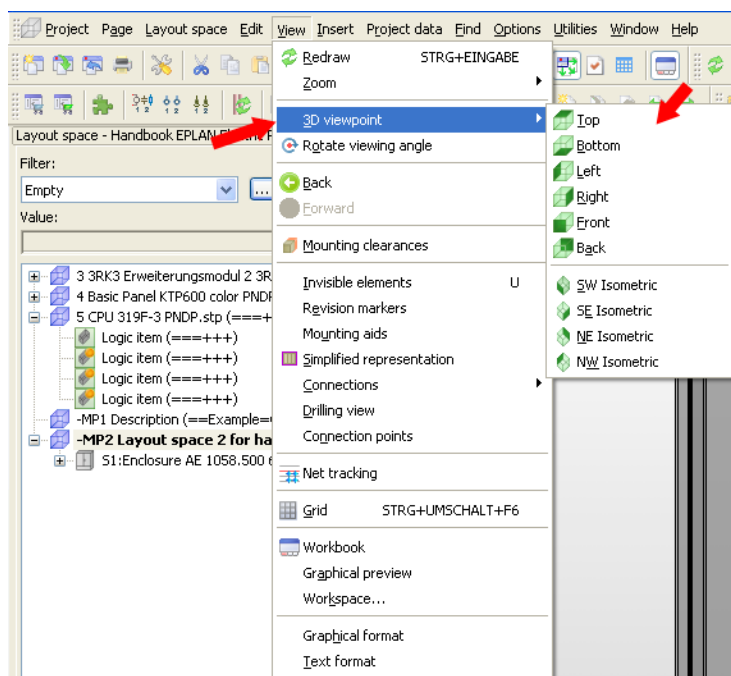 Project Page Layout space Edit View Insert Project data Find Options Utilities Window Help
Layout space - Handbook EPLAN
Filter:
Empty
...
Value:
3 3RK3 Erweiterungsmodul 2 3R
4 Basic Panel KTP600 color PNDP
5 CPU 319F-3 PNDP.stp (===+
Logic item (===+++)
Logic item (===+++)
Logic item (===+++)
Logic item (===+++)
-MP1 Description (==Example=
-MP2 Layout space 2 for ha
S1:Enclosure AE 1058.500
Redraw STRG+EINGABE
Zoom
3D viewpoint
Rotate viewing angle
Back
Forward
Mounting clearances
Invisible elements U
Revision markers
Mounting aids
Simplified representation
Connections
Drilling view
Connection points
Net tracking
Grid STRG+UMSCHALT+F6
Workbook
Graphical preview
Workspace...
Graphical format
Text format
Top
Bottom
Left
Right
Front
Back
SW Isometric
SE Isometric
NE Isometric
NW Isometric